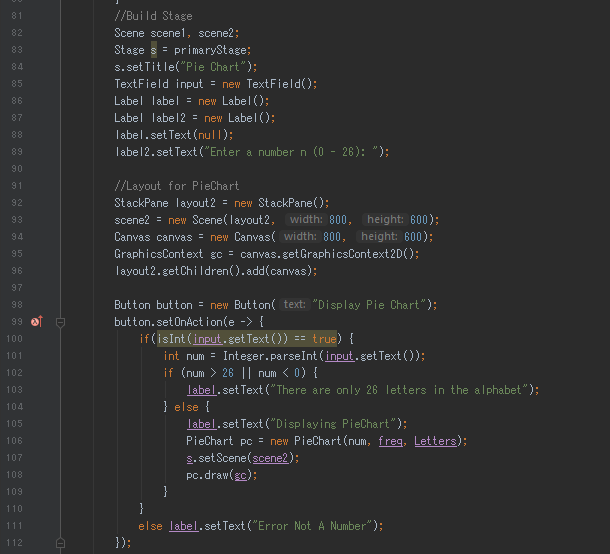 81 //Build Stage
82 Scene scene1, scene2;
83 Stage s = primaryStage;
84 s.setTitle("Pie Chart");
85 TextField input = new TextField();
86 Label label = new Label();
87 Label label2 = new Label();
88 label.setText(null);
89 label2.setText("Enter a number n (0 - 26): ");
90
91 //Layout for PieChart
92 StackPane layout2 = new StackPane();
93 scene2 = new Scene(layout2, width: 800, height: 600);
94 Canvas canvas = new Canvas( width: 800, height: 600);
95 GraphicsContext gc = canvas.getGraphicsContext2D();
96 layout2.getChildren().add(canvas);
97
98 Button button = new Button( text: "Display Pie Chart");
99 button.setOnAction(e -> {
100 if(isInt(input.getText()) == true) {
101 int num = Integer.parseInt(input.getText());
102 if (num > 26 || num < 0) {
103 label.setText("There are only 26 letters in the alphabet");
104 } else {
105 label.setText("Displaying PieChart");
106 PieChart pc = new PieChart(num, freq, Letters);
107 s.setScene(scene2);
108 pc.draw(gc);
109 }
110 }
111 else label.setText("Error Not A Number");
112 });